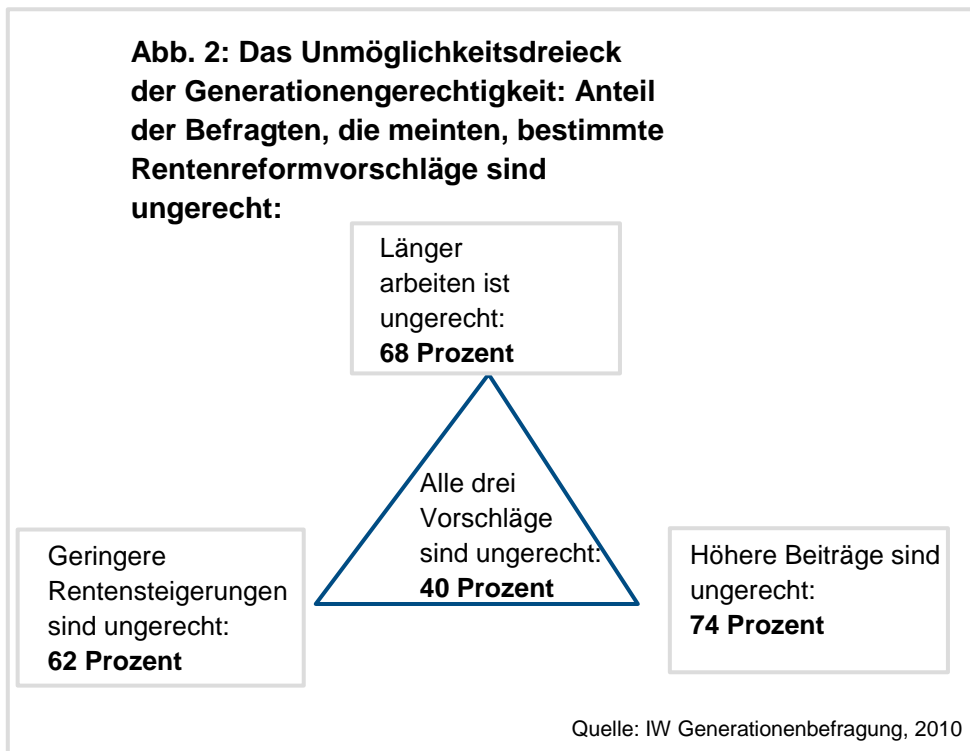 Abb. 2: Das Unmöglichkeitsdreieck
der Generationengerechtigkeit: Anteil
der Befragten, die meinten, bestimmte
Rentenreformvorschläge sind
ungerecht:
Länger
arbeiten ist
ungerecht:
68 Prozent
Alle drei
Vorschläge
sind ungerecht:
40 Prozent
Geringere
Rentensteigerungen
sind ungerecht:
62 Prozent
Höhere Beiträge sind
ungerecht:
74 Prozent
Quelle: IW Generationenbefragung, 2010